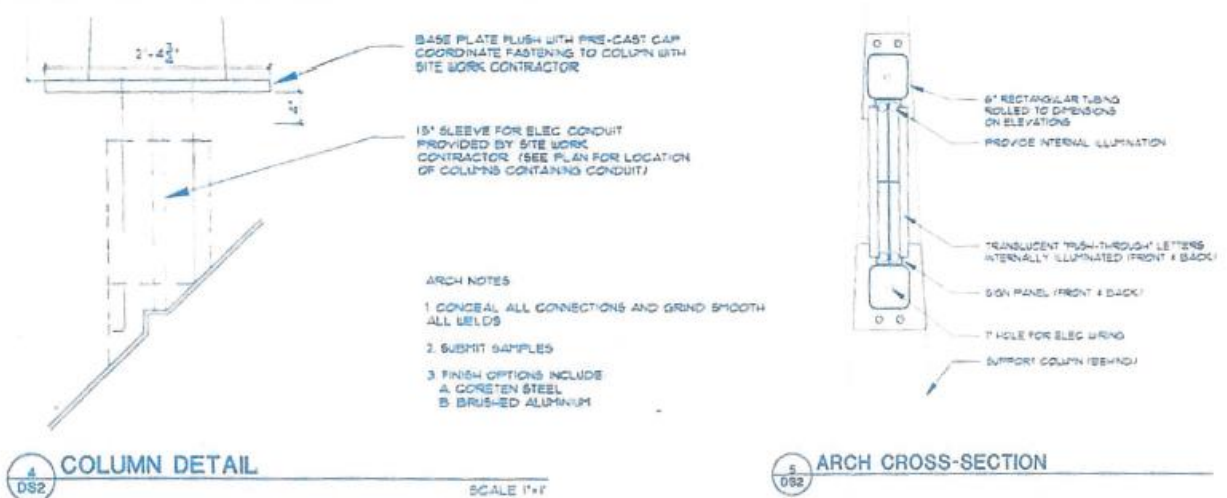 2'-4 3/4"
BASE PLATE FLUSH WITH PRE-CAST CAP
COORDINATE FASTENING TO COLUMN WITH
SITE WORK CONTRACTOR
SLEEVE FOR ELEC CONDUIT
PROVIDED BY SITE WORK
CONTRACTOR (SEE PLAN FOR LOCATION
OF COLUMNS CONTAINING CONDUIT)
ARCH NOTES
1 CONCEAL ALL CONNECTIONS AND GRIND SMOOTH
ALL WELDS
2. SUBMIT SAMPLES
3. FINISH OPTIONS INCLUDE
A. CORETEN STEEL
B. BRUSHED ALUMINIUM
4
DS2
COLUMN DETAIL
SCALE 1"=1'
6" RECTANGULAR TUBING
ROLLED TO DIMENSIONS
ON ELEVATIONS
PROVIDE INTERNAL ILLUMINATION
TRANSLUCENT "PUSH-THROUGH" LETTERS
INTERNALLY ILLUMINATED (FRONT & BACK)
SIGN PANEL (FRONT & BACK)
1" HOLE FOR ELEC WIRING
SUPPORT COLUMN (BEHIND)
5
DS2
ARCH CROSS-SECTION